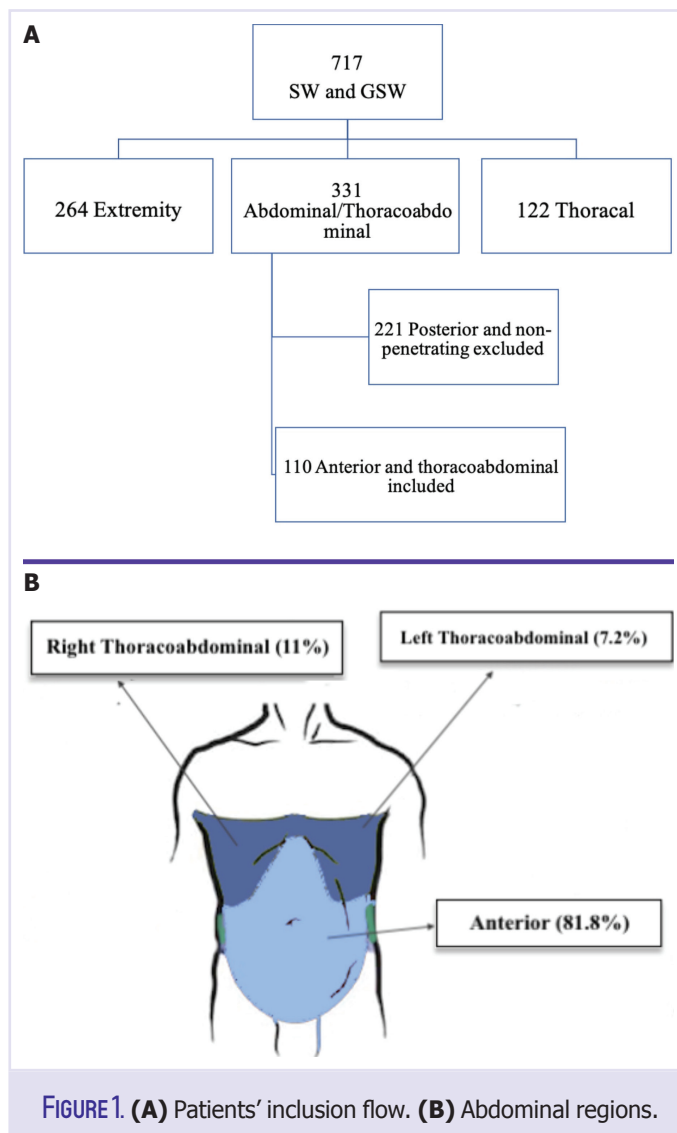 A
717
SW and GSW
264 Extremity
331
Abdominal/Thoracoabdo
minal
122 Thoracal
221 Posterior and non-
penetrating excluded
110 Anterior and thoracoabdominal
included
B
Right Thoracoabdominal (11%)
Left Thoracoabdominal (7.2%)
Anterior (81.8%)
FIGURE 1. (A) Patients' inclusion flow. (B) Abdominal regions.